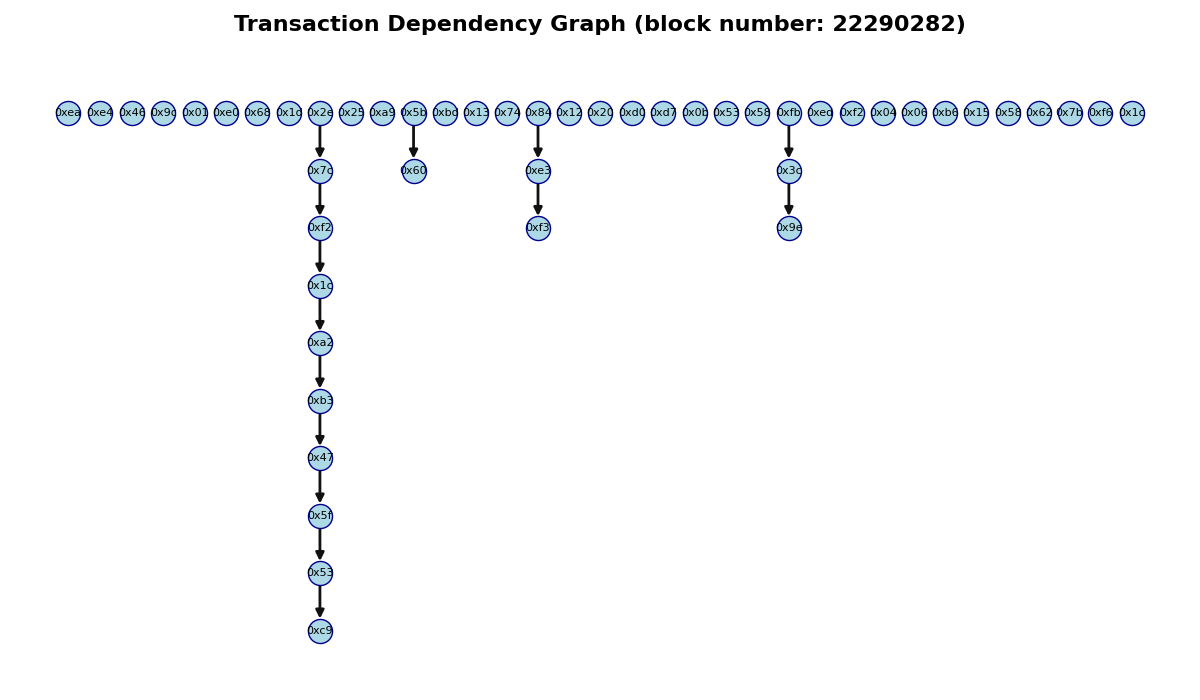 Transaction Dependency Graph (block number: 22290282)
0xea 0xe4 0x46 0x9c 0x01 0xe0 0x68 0x1d 0x2e 0x25 0xa9 0x5b 0xbd 0x13 0x74 0x84 0x12 0x20 0xd0 0xd7 0x0b 0x53 0x58 0xfb 0xed 0xf2 0x04 0x06 0xb6 0x15 0x58 0x62 0x7b 0xf6 0x1c
0x7c 0x60 0xe3 0x3c
0xf2 0xf3 0x9e
0x1c
0xa2
0xb3
0x47
0x5f
0x53
0xc9